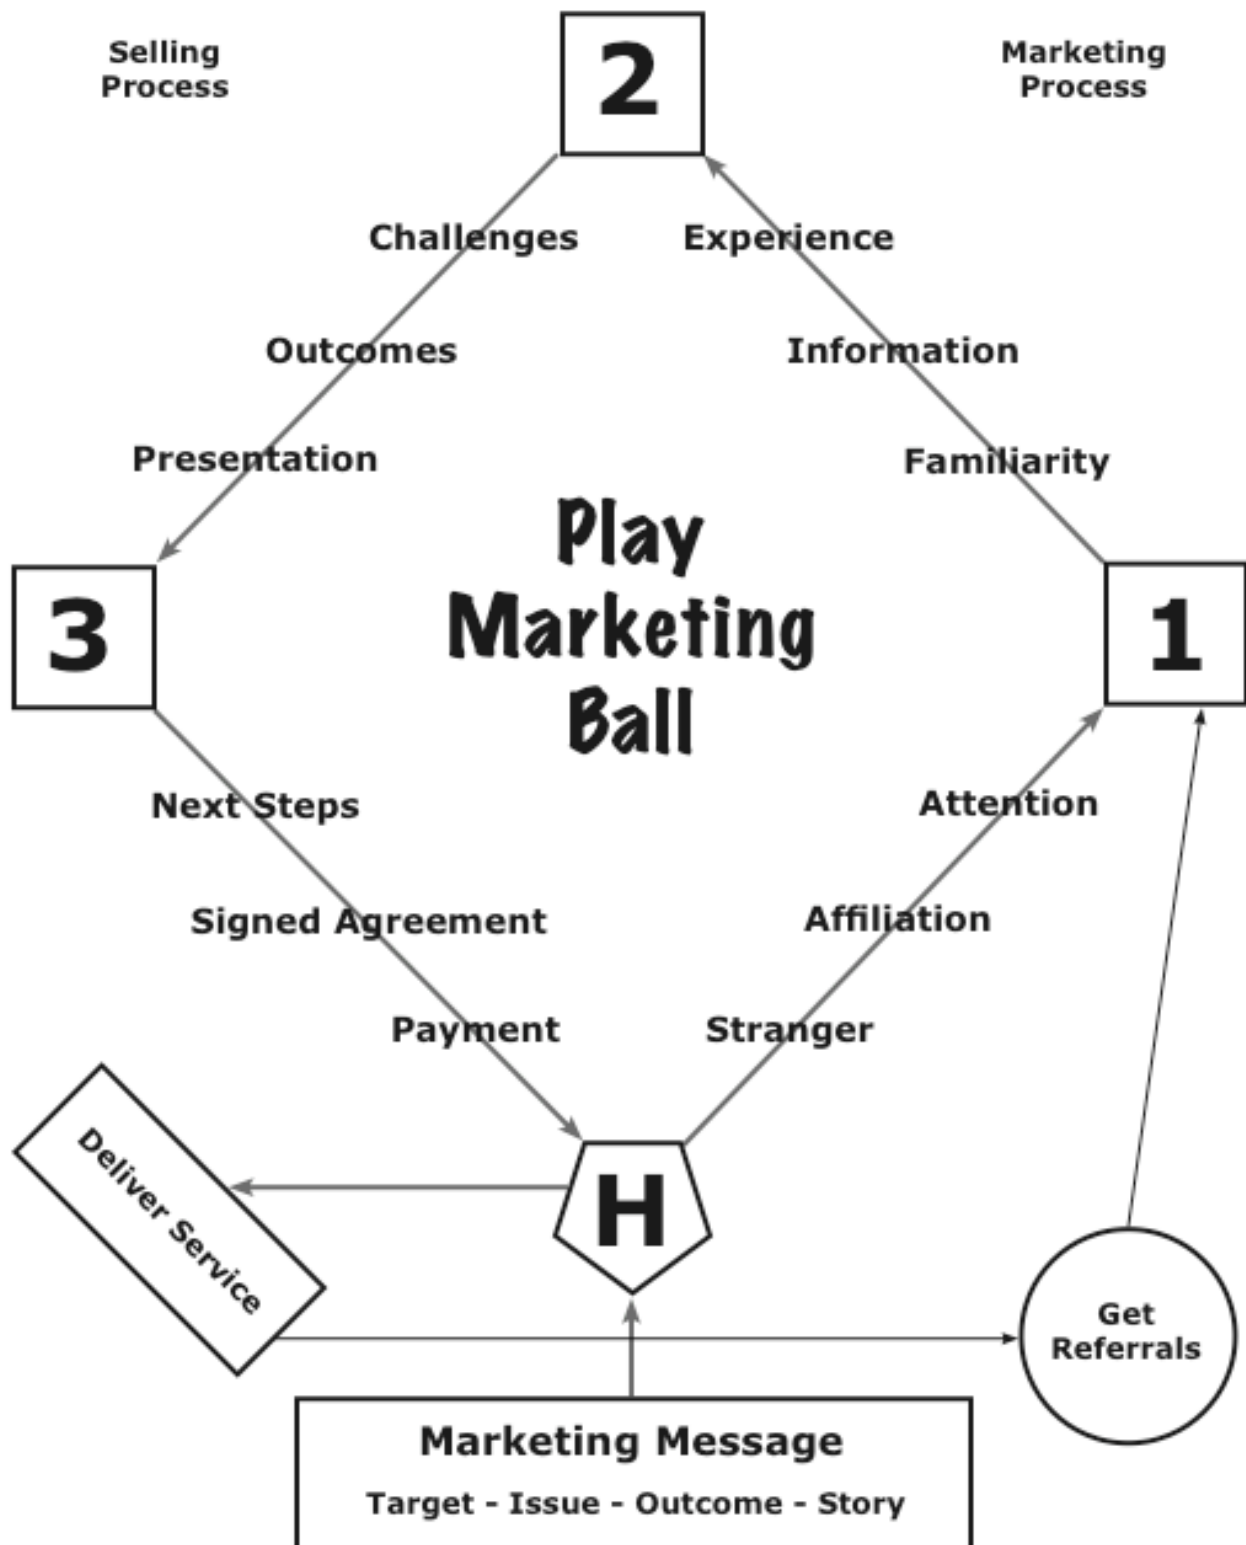 Selling
Process
2
Marketing
Process
Challenges
Experience
Outcomes
Information
Presentation
Familiarity
Play
Marketing
Ball
3
1
Next Steps
Attention
Signed Agreement
Affiliation
Payment
Stranger
Deliver Service
H
Get
Referrals
Marketing Message
Target - Issue - Outcome - Story